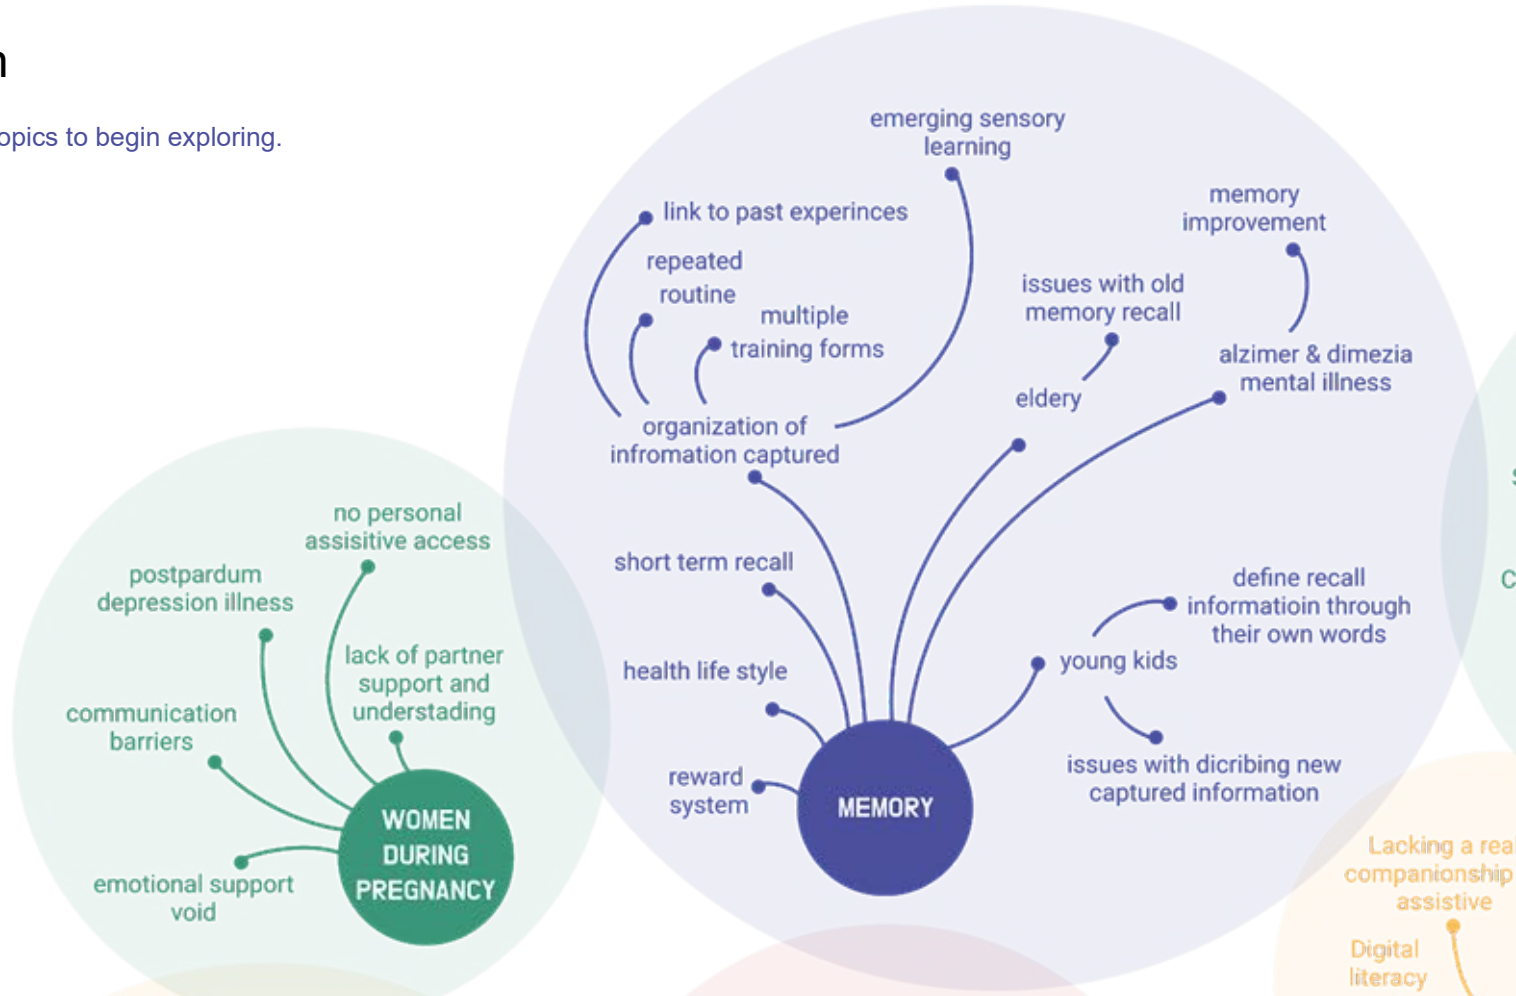 opics to begin exploring.
emerging sensory
learning
link to past experinces
memory
improvement
repeated
routine
issues with old
memory recall
multiple
training forms
alzimer & dimezia
mental illness
eldery
organization of
infromation captured
short term recall
define recall
informatioin through
their own words
young kids
health life style
issues with dicribing new
captured information
reward
system
MEMORY
no personal
assisitive access
postpardum
depression illness
lack of partner
support and
understading
communication
barriers
WOMEN
DURING
PREGNANCY
emotional support
void
Lacking a real
companionship
assistive
Digital
literacy